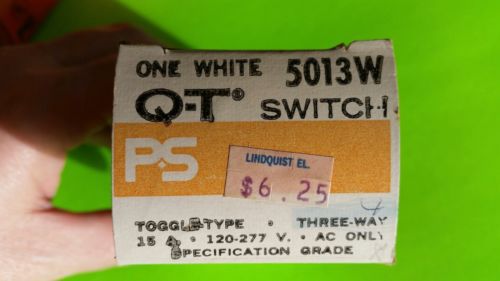 ONE WHITE 5013W
Q-T® SWITCH
PS
LINDQUIST EL.
$6.25
4
TOGGLE-TYPE • THREE-WAY
15 A. • 120-277 V. • AC ONLY
SPECIFICATION GRADE